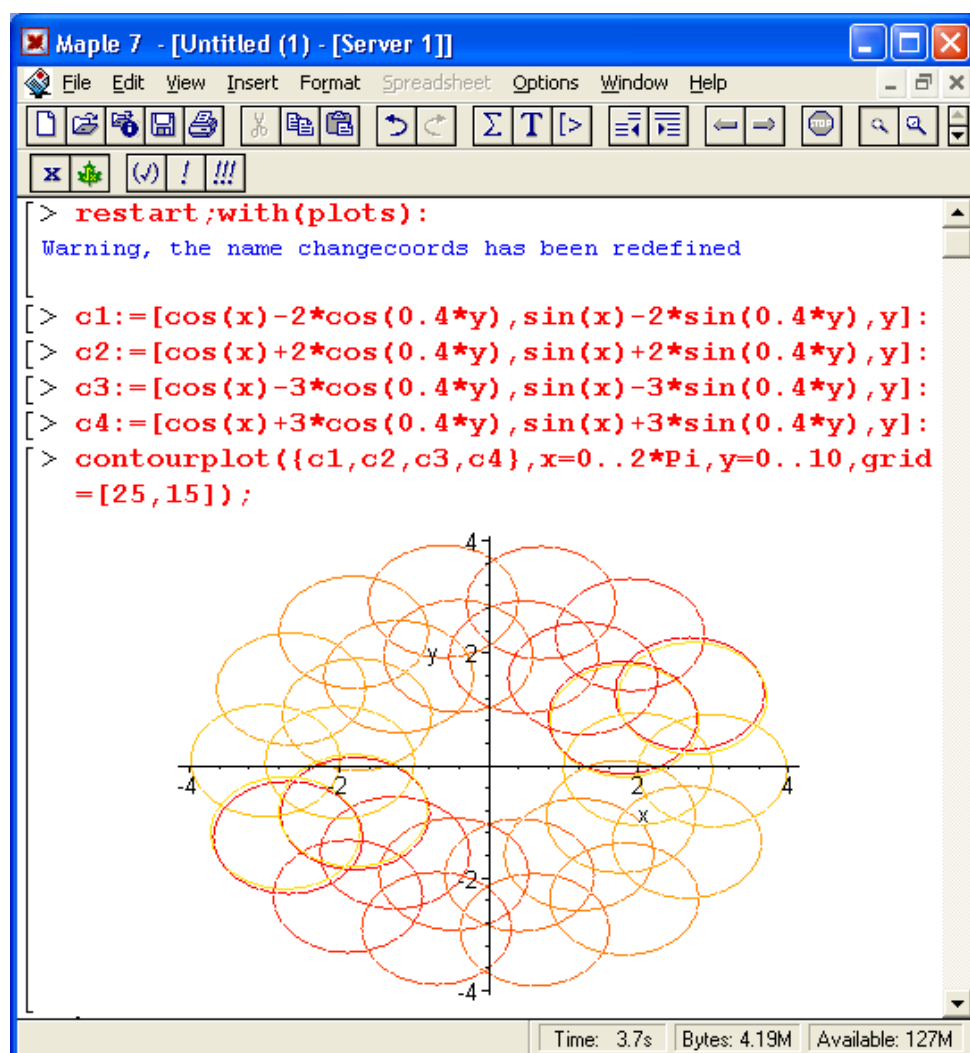 Maple 7 - [Untitled (1) - [Server 1]]
File Edit View Insert Format Spreadsheet Options Window Help
Σ T [> STOP
x (√) ! !!!
[> restart;with(plots):
Warning, the name changecoords has been redefined
[> c1:=[cos(x)-2*cos(0.4*y),sin(x)-2*sin(0.4*y),y]:
[> c2:=[cos(x)+2*cos(0.4*y),sin(x)+2*sin(0.4*y),y]:
[> c3:=[cos(x)-3*cos(0.4*y),sin(x)-3*sin(0.4*y),y]:
[> c4:=[cos(x)+3*cos(0.4*y),sin(x)+3*sin(0.4*y),y]:
[> contourplot({c1,c2,c3,c4},x=0..2*Pi,y=0..10,grid
=[25,15]);
4
y 2
-4 -2 2 4
x
-2
-4
Time: 3.7s Bytes: 4.19M Available: 127M